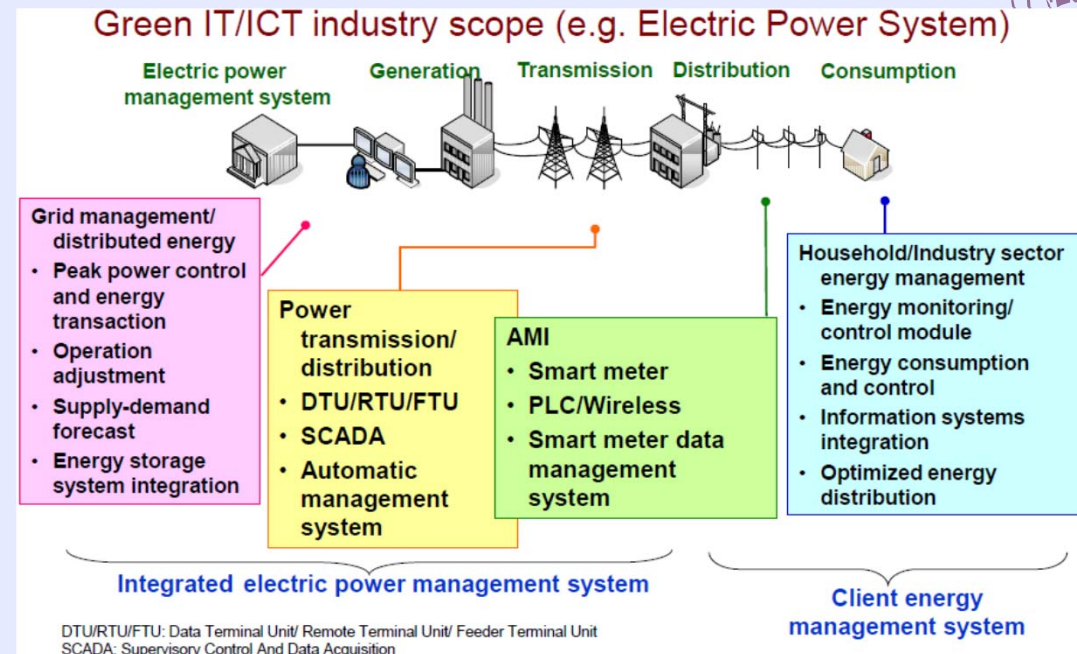 Green IT/ICT industry scope (e.g. Electric Power System)
Electric power
management system
Generation
Transmission
Distribution
Consumption
Grid management/
distributed energy
• Peak power control
and energy
transaction
• Operation
adjustment
• Supply-demand
forecast
• Energy storage
system integration
Power
transmission/
distribution
• DTU/RTU/FTU
• SCADA
• Automatic
management
system
AMI
• Smart meter
• PLC/Wireless
• Smart meter data
management
system
Household/Industry sector
energy management
• Energy monitoring/
control module
• Energy consumption
and control
• Information systems
integration
• Optimized energy
distribution
Integrated electric power management system
Client energy
management system
DTU/RTU/FTU: Data Terminal Unit/ Remote Terminal Unit/ Feeder Terminal Unit
SCADA: Supervisory Control And Data Acquisition